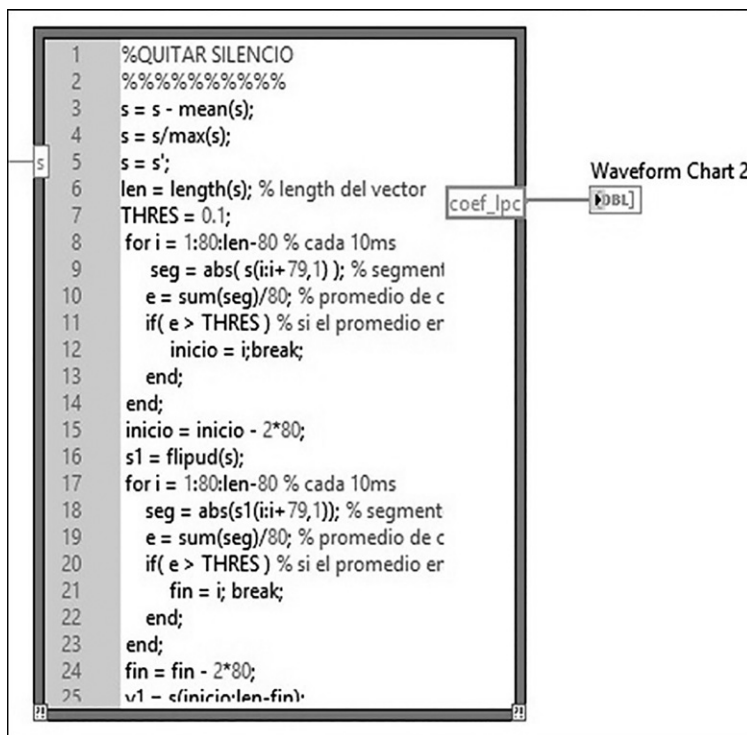 1 %QUITAR SILENCIO
2 %%%%%%%%%%
3 s = s - mean(s);
4 s = s/max(s);
s 5 s = s';
Waveform Chart 2
6 len = length(s); % length del vector
coef_lpc
DBL
7 THRES = 0.1;
8 for i = 1:80:len-80 % cada 10ms
9 seg = abs( s(i:i+79,1) ); % segment
10 e = sum(seg)/80; % promedio de c
11 if( e > THRES ) % si el promedio er
12 inicio = i;break;
13 end;
14 end;
15 inicio = inicio - 2*80;
16 s1 = flipud(s);
17 for i = 1:80:len-80 % cada 10ms
18 seg = abs(s1(i:i+79,1)); % segment
19 e = sum(seg)/80; % promedio de c
20 if( e > THRES ) % si el promedio er
21 fin = i; break;
22 end;
23 end;
24 fin = fin - 2*80;
25 v1 = s(inicio:len-fin);